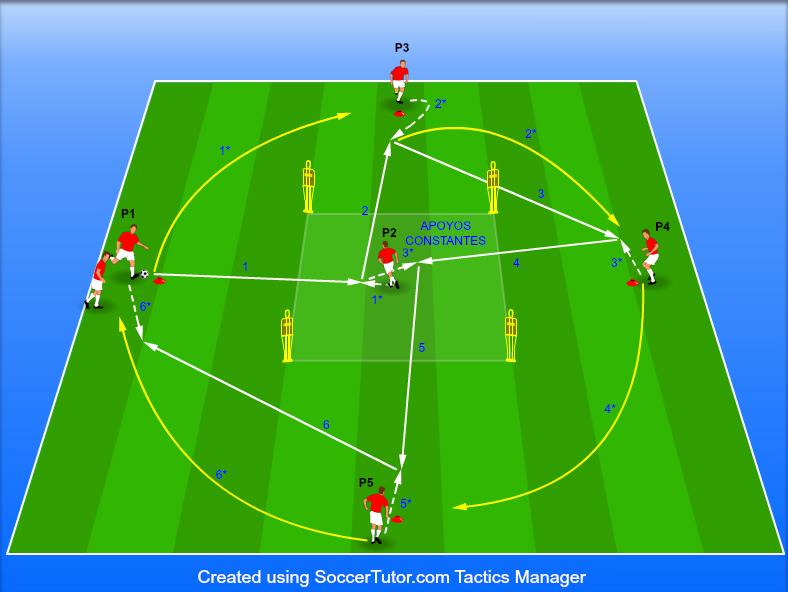 P3
2*
2*
1*
3
P1
2
APOYOS
CONSTANTES
P4
P2
3*
1
4
3*
1*
6*
5
4*
6
6*
P5
5*
Created using SoccerTutor.com Tactics Manager